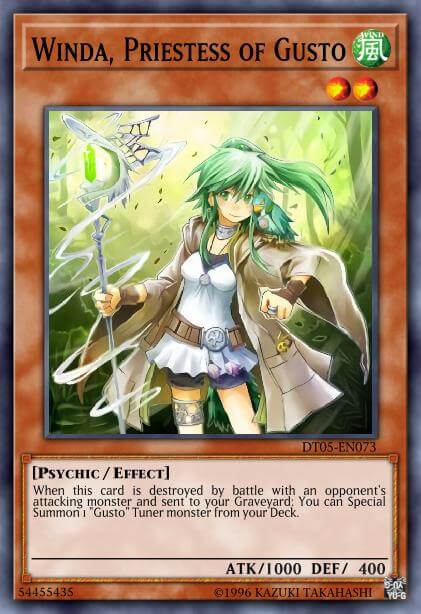 Winda, Priestess of Gusto
WIND
風
DT05-EN073
[Psychic / Effect]
When this card is destroyed by battle with an opponent's
attacking monster and sent to your Graveyard: You can Special
Summon 1 "Gusto" Tuner monster from your Deck.
ATK/1000 DEF/ 400
54455435
©1996 KAZUKI TAKAHASHI